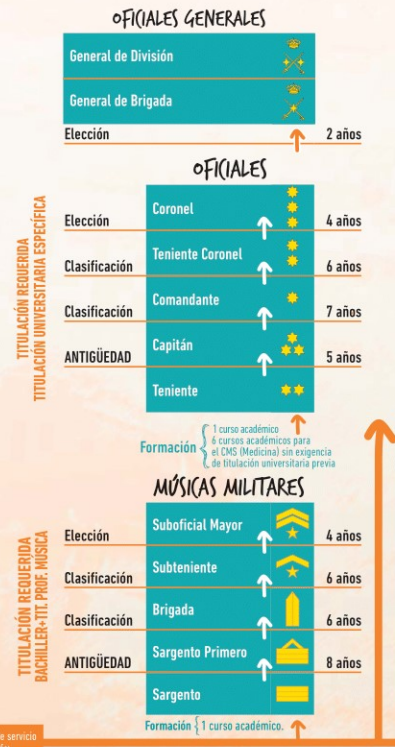 OFICIALES GENERALES
General de División
General de Brigada
Elección 2 años
OFICIALES
TITULACIÓN REQUERIDA
TITULACIÓN UNIVERSITARIA ESPECÍFICA
Coronel
Elección 4 años
Teniente Coronel
Clasificación 6 años
Comandante
Clasificación 7 años
Capitán
ANTIGÜEDAD 5 años
Teniente
Formación { 1 curso académico
6 cursos académicos para
el CMS (Medicina) sin exigencia
de titulación universitaria previa
MÚSICAS MILITARES
TITULACIÓN REQUERIDA
BACHILLER+ TIT. PROF. MÚSICA
Suboficial Mayor
Elección 4 años
Subteniente
Clasificación 6 años
Brigada
Clasificación 6 años
Sargento Primero
ANTIGÜEDAD 8 años
Sargento
Formación { 1 curso académico.
e servicio